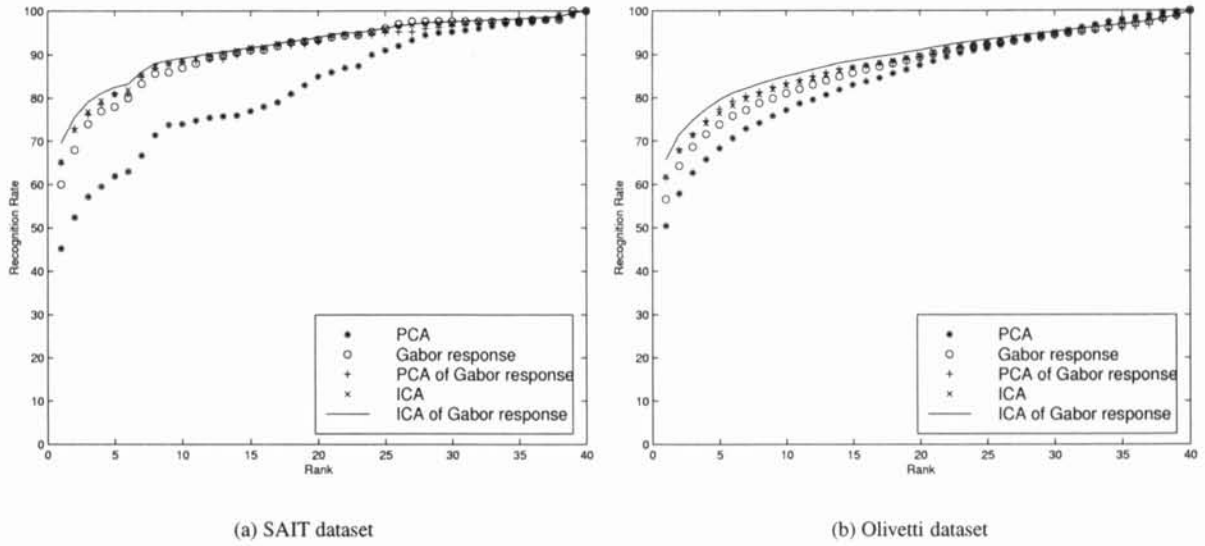 100
90
80
70
60
50
40
30
20
10
0
Recognition Rate
PCA
Gabor response
PCA of Gabor response
ICA
ICA of Gabor response
0 5 10 15 20 25 30 35 40
Rank
(a) SAIT dataset
100
90
80
70
60
50
40
30
20
10
0
Recognition Rate
PCA
Gabor response
PCA of Gabor response
ICA
ICA of Gabor response
0 5 10 15 20 25 30 35 40
Rank
(b) Olivetti dataset